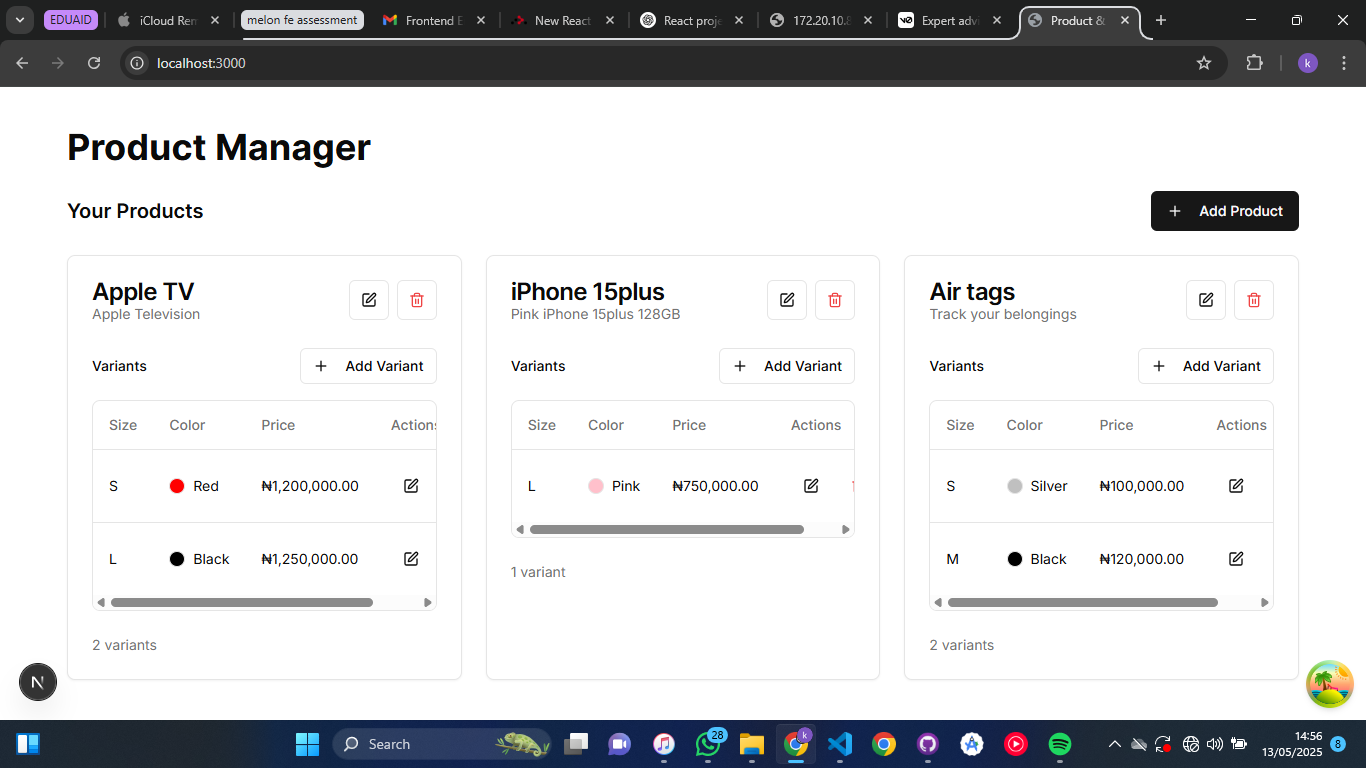 EDUAID
iCloud Rem
melon fe assessment
Frontend E
New React
React proje
172.20.10.8
Expert advi
Product &
localhost:3000
k
Product Manager
Your Products
+ Add Product
Apple TV
Apple Television
Variants
+ Add Variant
Size Color Price Actions
S Red ₦1,200,000.00
L Black ₦1,250,000.00
2 variants
iPhone 15plus
Pink iPhone 15plus 128GB
Variants
+ Add Variant
Size Color Price Actions
L Pink ₦750,000.00
1 variant
Air tags
Track your belongings
Variants
+ Add Variant
Size Color Price Actions
S Silver ₦100,000.00
M Black ₦120,000.00
2 variants
N
Search
28
k
14:56
13/05/2025
8